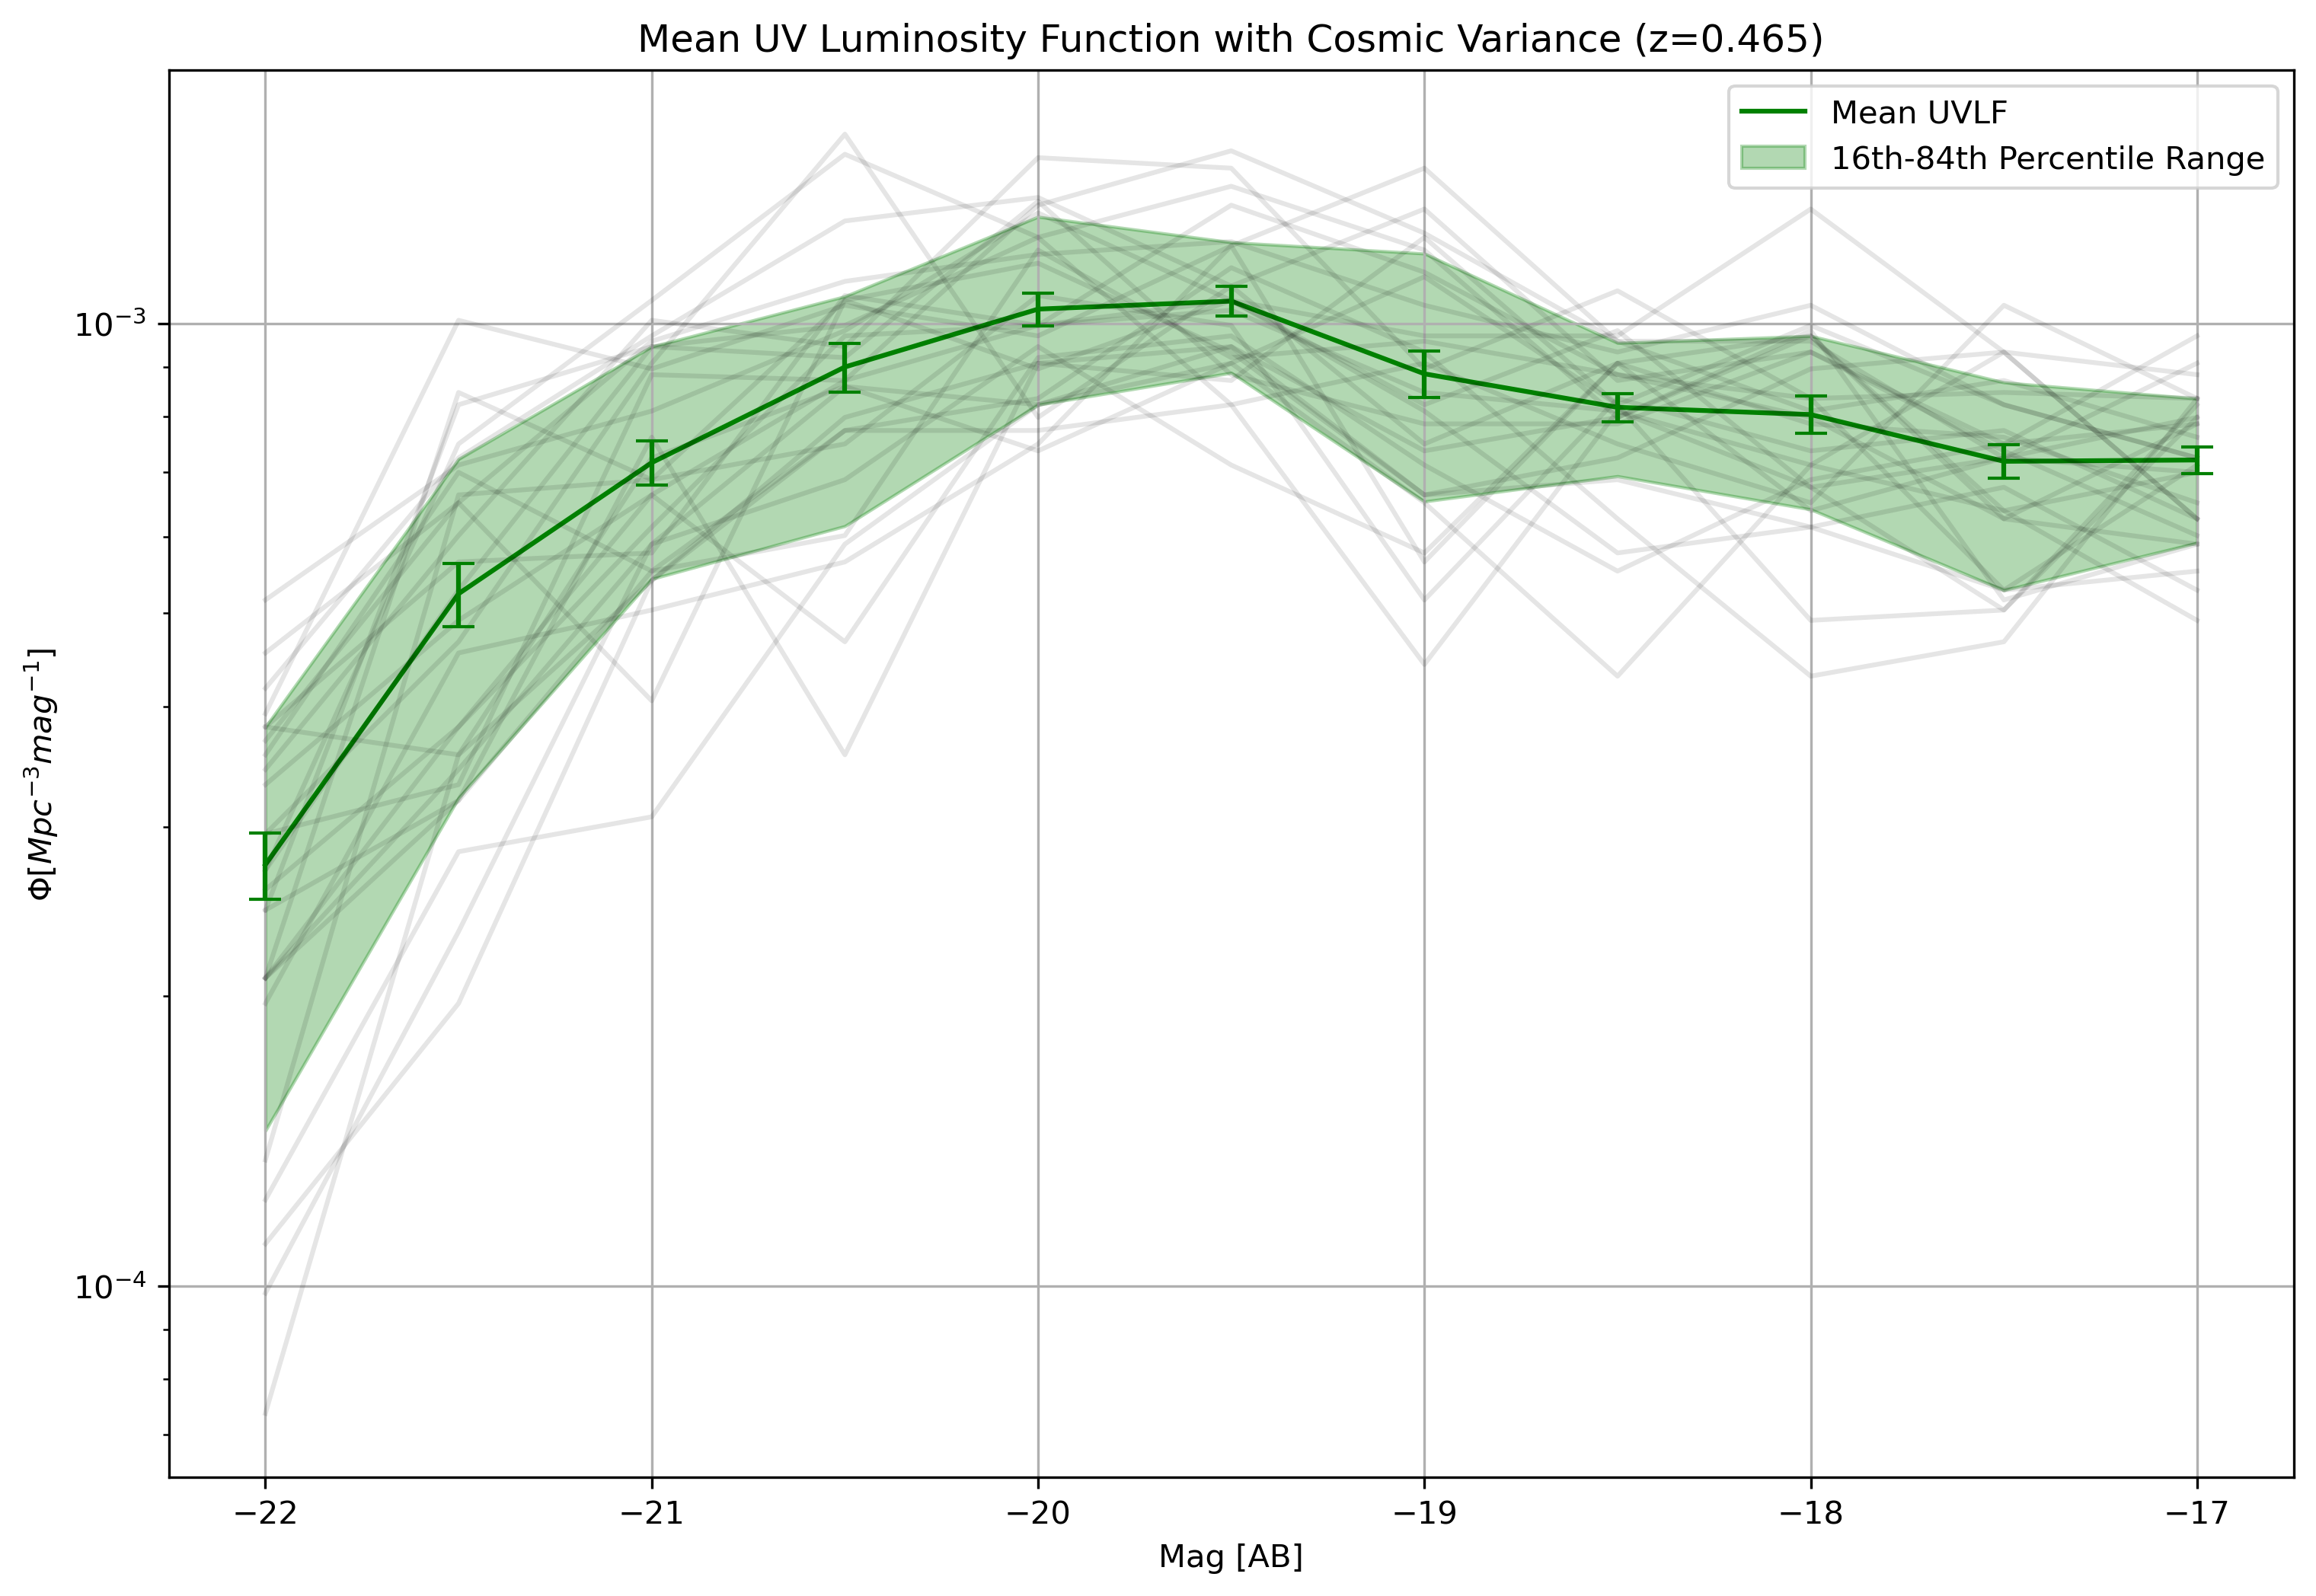 Mean UV Luminosity Function with Cosmic Variance (z=0.465)
Mean UVLF
16th-84th Percentile Range
Φ[Mpc⁻³mag⁻¹]
10⁻³
10⁻⁴
−22 −21 −20 −19 −18 −17
Mag [AB]